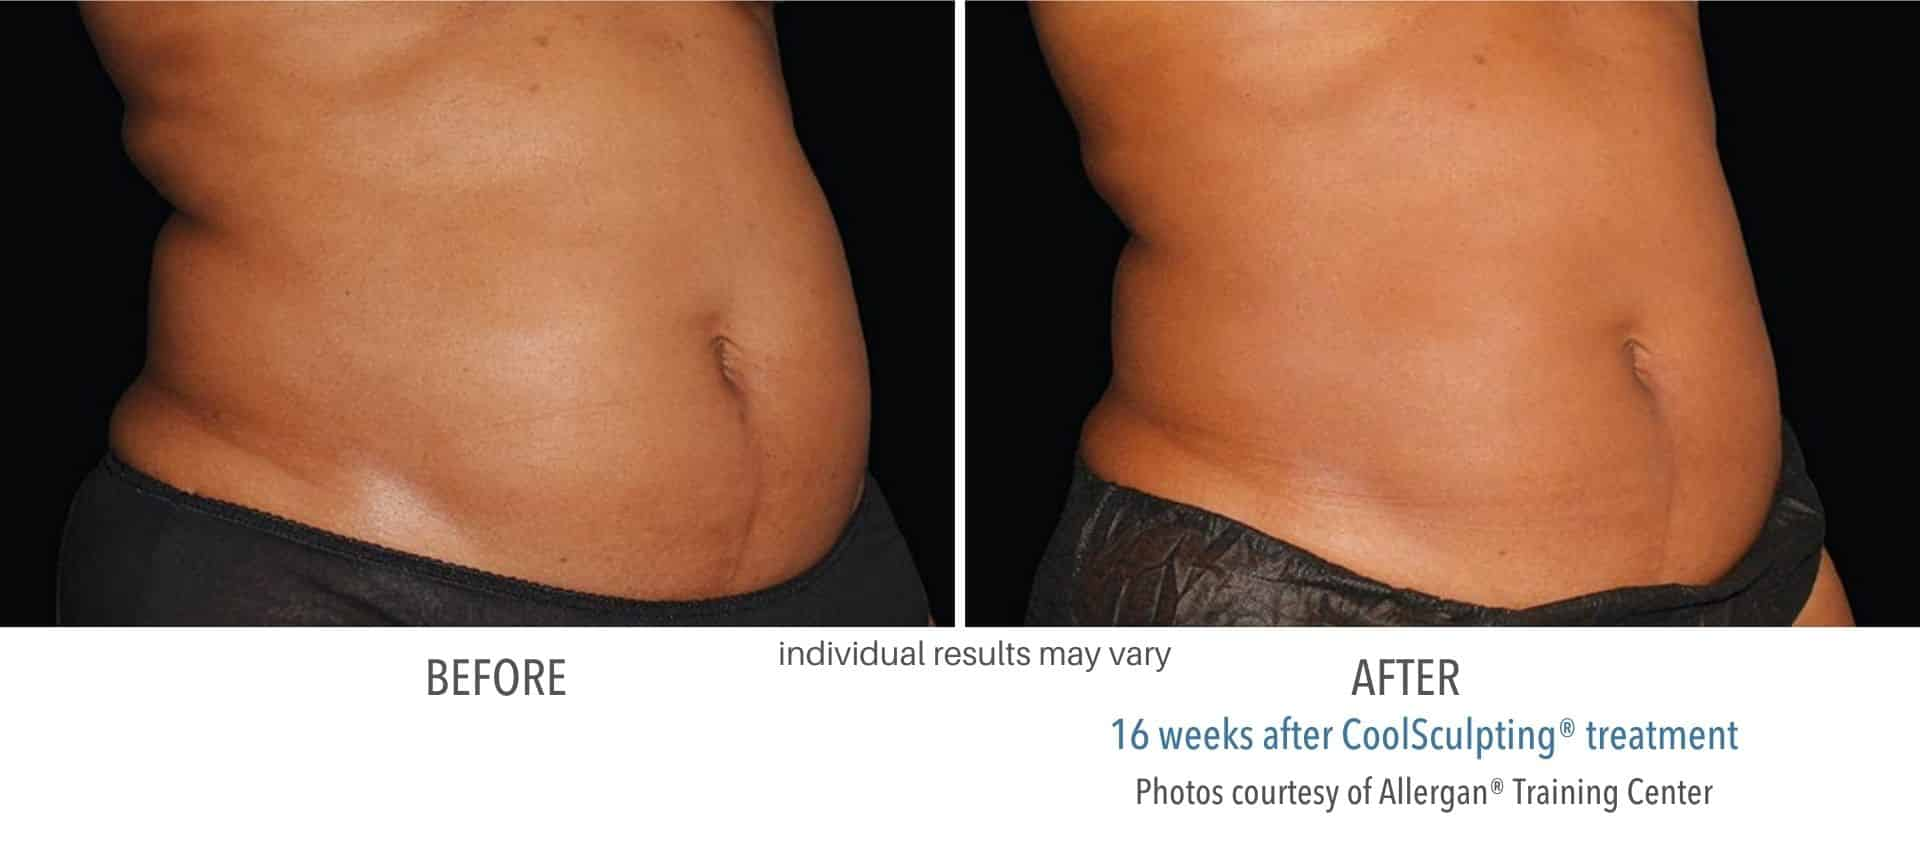 individual results may vary
BEFORE
AFTER
16 weeks after CoolSculpting® treatment
Photos courtesy of Allergan® Training Center